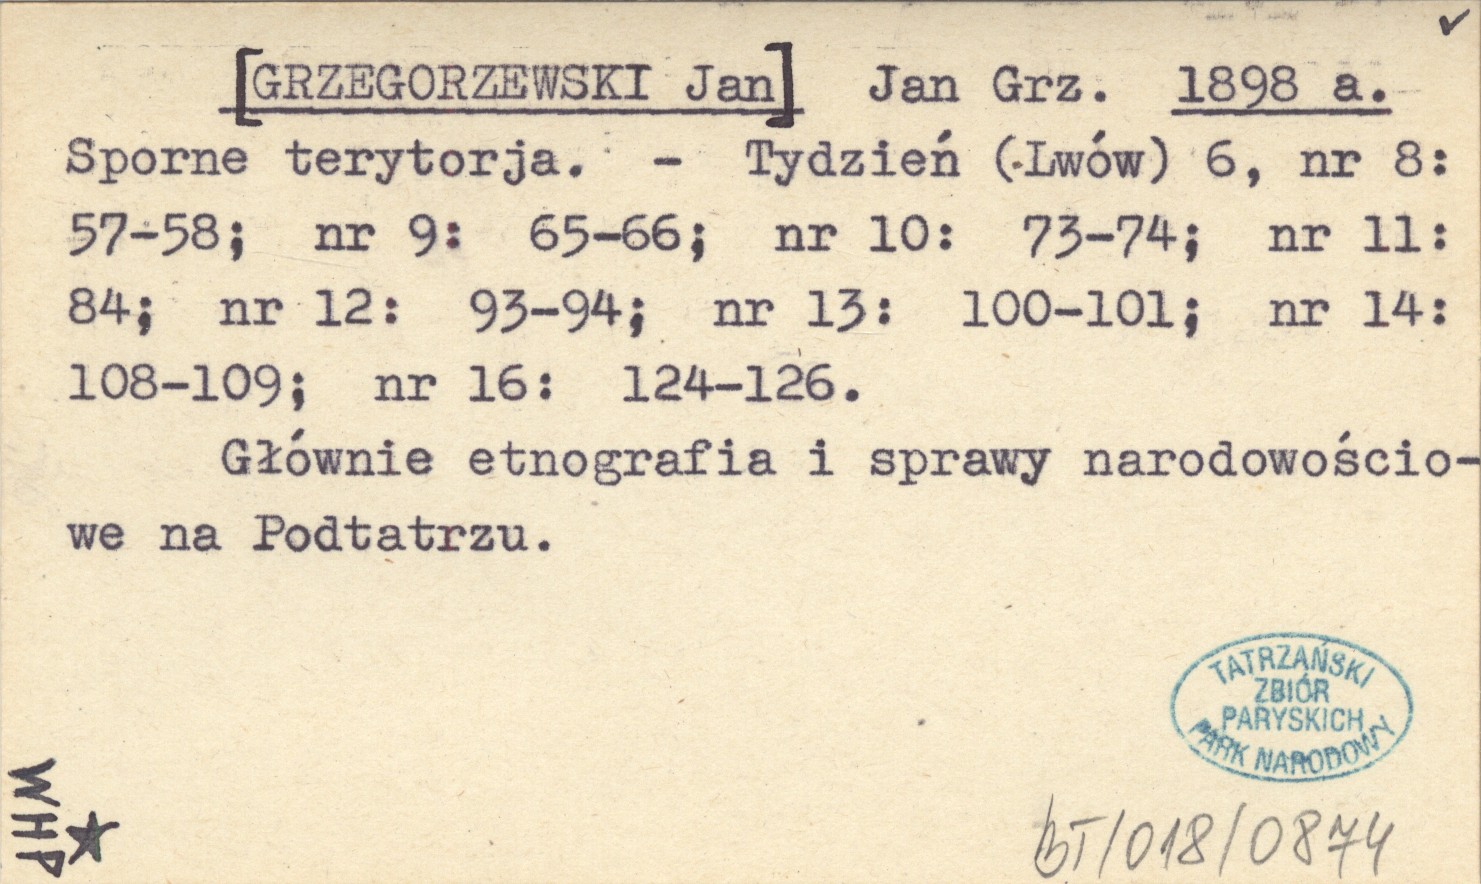 [GRZEGORZEWSKI Jan] Jan Grz. 1898 a.
Sporne terytorja. - Tydzień (Lwów) 6, nr 8:
57-58; nr 9: 65-66; nr 10: 73-74; nr 11:
84; nr 12: 93-94; nr 13: 100-101; nr 14:
108-109; nr 16: 124-126.
Głównie etnografia i sprawy narodowościo-
we na Podtatrzu.
TATRZAŃSKI
ZBIÓR
PARYSKICH
PARK NARODOWY
WHP
BT/018/0874